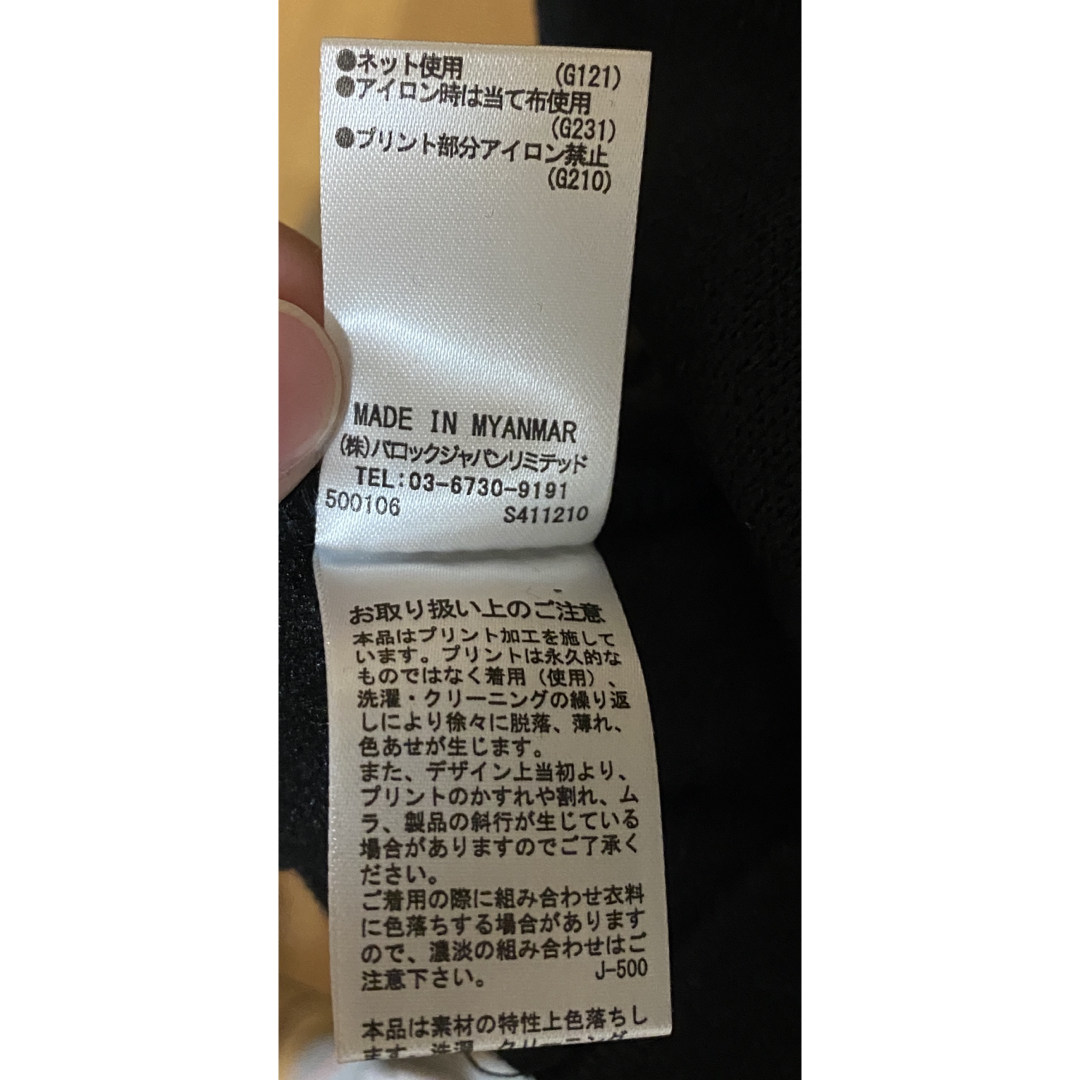 ●ネット使用 (G121)
●アイロン時は当て布使用
(G231)
●プリント部分アイロン禁止
(G210)
MADE IN MYANMAR
(株)バロックジャパンリミテッド
TEL:03-6730-9191
500106 S411210
お取り扱い上のご注意
本品はプリント加工を施して
います。プリントは永久的な
ものではなく着用（使用）、
洗濯・クリーニングの繰り返
しにより徐々に脱落、薄れ、
色あせが生じます。
また、デザイン上当初より、
プリントのかすれや割れ、ム
ラ、製品の斜行が生じている
場合がありますのでご了承く
ださい。
ご着用の際に組み合わせ衣料
に色落ちする場合があります
ので、濃淡の組み合わせはご
注意下さい。 J-500
本品は素材の特性上色落ちし
ます。洗濯、クリーニング